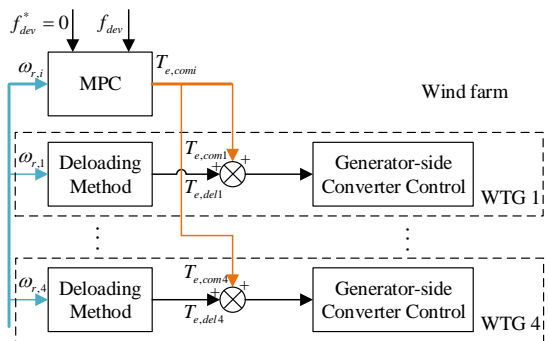 f*dev = 0
fdev
ωr,i
MPC
Te,comi
Wind farm
ωr,1
Deloading
Method
Te,com1
+
+
Te,del1
Generator-side
Converter Control
WTG 1
⋮
⋮
ωr,4
Deloading
Method
Te,com4
+
+
Te,del4
Generator-side
Converter Control
WTG 4